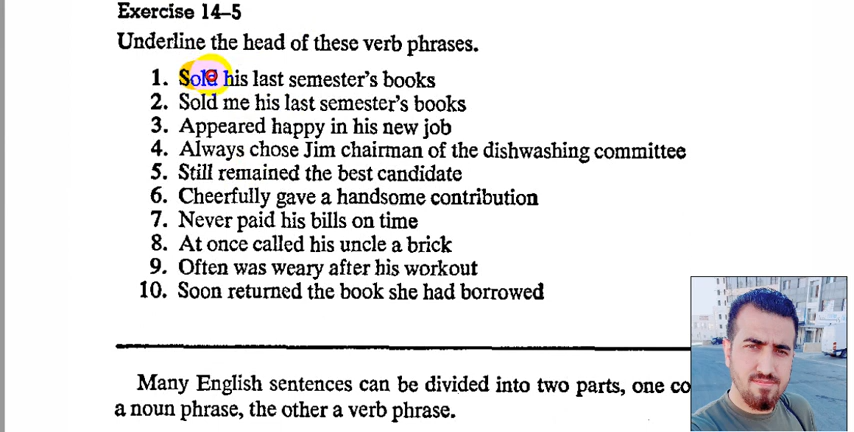 Exercise 14–5
Underline the head of these verb phrases.
1. Sold his last semester's books
2. Sold me his last semester's books
3. Appeared happy in his new job
4. Always chose Jim chairman of the dishwashing committee
5. Still remained the best candidate
6. Cheerfully gave a handsome contribution
7. Never paid his bills on time
8. At once called his uncle a brick
9. Often was weary after his workout
10. Soon returned the book she had borrowed
Many English sentences can be divided into two parts, one co
a noun phrase, the other a verb phrase.